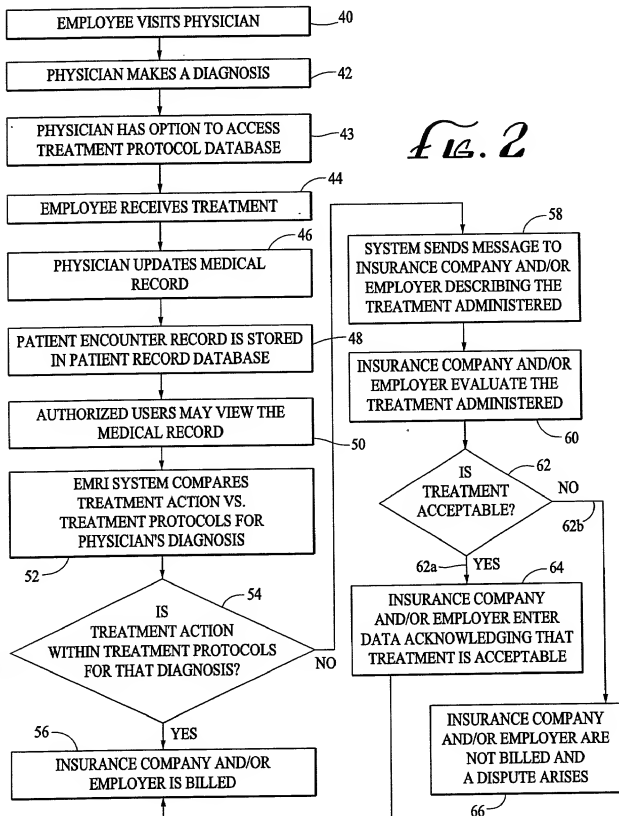 EMPLOYEE VISITS PHYSICIAN
40
PHYSICIAN MAKES A DIAGNOSIS
42
PHYSICIAN HAS OPTION TO ACCESS
TREATMENT PROTOCOL DATABASE
43
EMPLOYEE RECEIVES TREATMENT
44
PHYSICIAN UPDATES MEDICAL
RECORD
46
PATIENT ENCOUNTER RECORD IS STORED
IN PATIENT RECORD DATABASE
48
AUTHORIZED USERS MAY VIEW THE
MEDICAL RECORD
50
EMRI SYSTEM COMPARES
TREATMENT ACTION VS.
TREATMENT PROTOCOLS FOR
PHYSICIAN'S DIAGNOSIS
52
54
IS
TREATMENT ACTION
WITHIN TREATMENT PROTOCOLS
FOR THAT DIAGNOSIS?
NO
YES
56
INSURANCE COMPANY AND/OR
EMPLOYER IS BILLED
FIG. 2
58
SYSTEM SENDS MESSAGE TO
INSURANCE COMPANY AND/OR
EMPLOYER DESCRIBING THE
TREATMENT ADMINISTERED
INSURANCE COMPANY AND/OR
EMPLOYER EVALUATE THE
TREATMENT ADMINISTERED
60
62
IS
TREATMENT
ACCEPTABLE?
NO
62b
62a
YES
64
INSURANCE COMPANY
AND/OR EMPLOYER ENTER
DATA ACKNOWLEDGING THAT
TREATMENT IS ACCEPTABLE
INSURANCE COMPANY
AND/OR EMPLOYER ARE
NOT BILLED AND
A DISPUTE ARISES
66